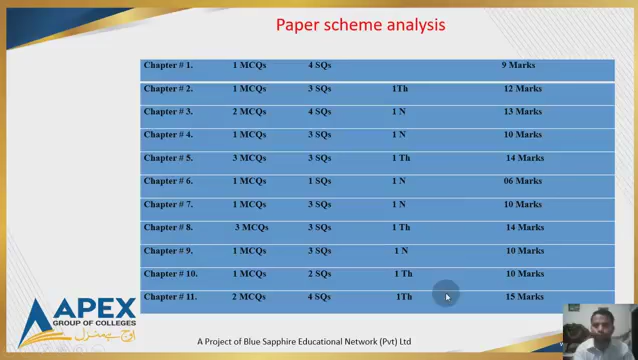 Paper scheme analysis
Chapter # 1. 1 MCQs 4 SQs 9 Marks
Chapter # 2. 1 MCQs 3 SQs 1Th 12 Marks
Chapter # 3. 2 MCQs 4 SQs 1 N 13 Marks
Chapter # 4. 1 MCQs 3 SQs 1 N 10 Marks
Chapter # 5. 3 MCQs 3 SQs 1 Th 14 Marks
Chapter # 6. 1 MCQs 1 SQs 1 N 06 Marks
Chapter # 7. 1 MCQs 3 SQs 1 N 10 Marks
Chapter # 8. 3 MCQs 3 SQs 1 Th 14 Marks
Chapter # 9. 1 MCQs 3 SQs 1 N 10 Marks
Chapter # 10. 1 MCQs 2 SQs 1 Th 10 Marks
Chapter # 11. 2 MCQs 4 SQs 1Th 15 Marks
APEX
GROUP OF COLLEGES
A Project of Blue Sapphire Educational Network (Pvt) Ltd